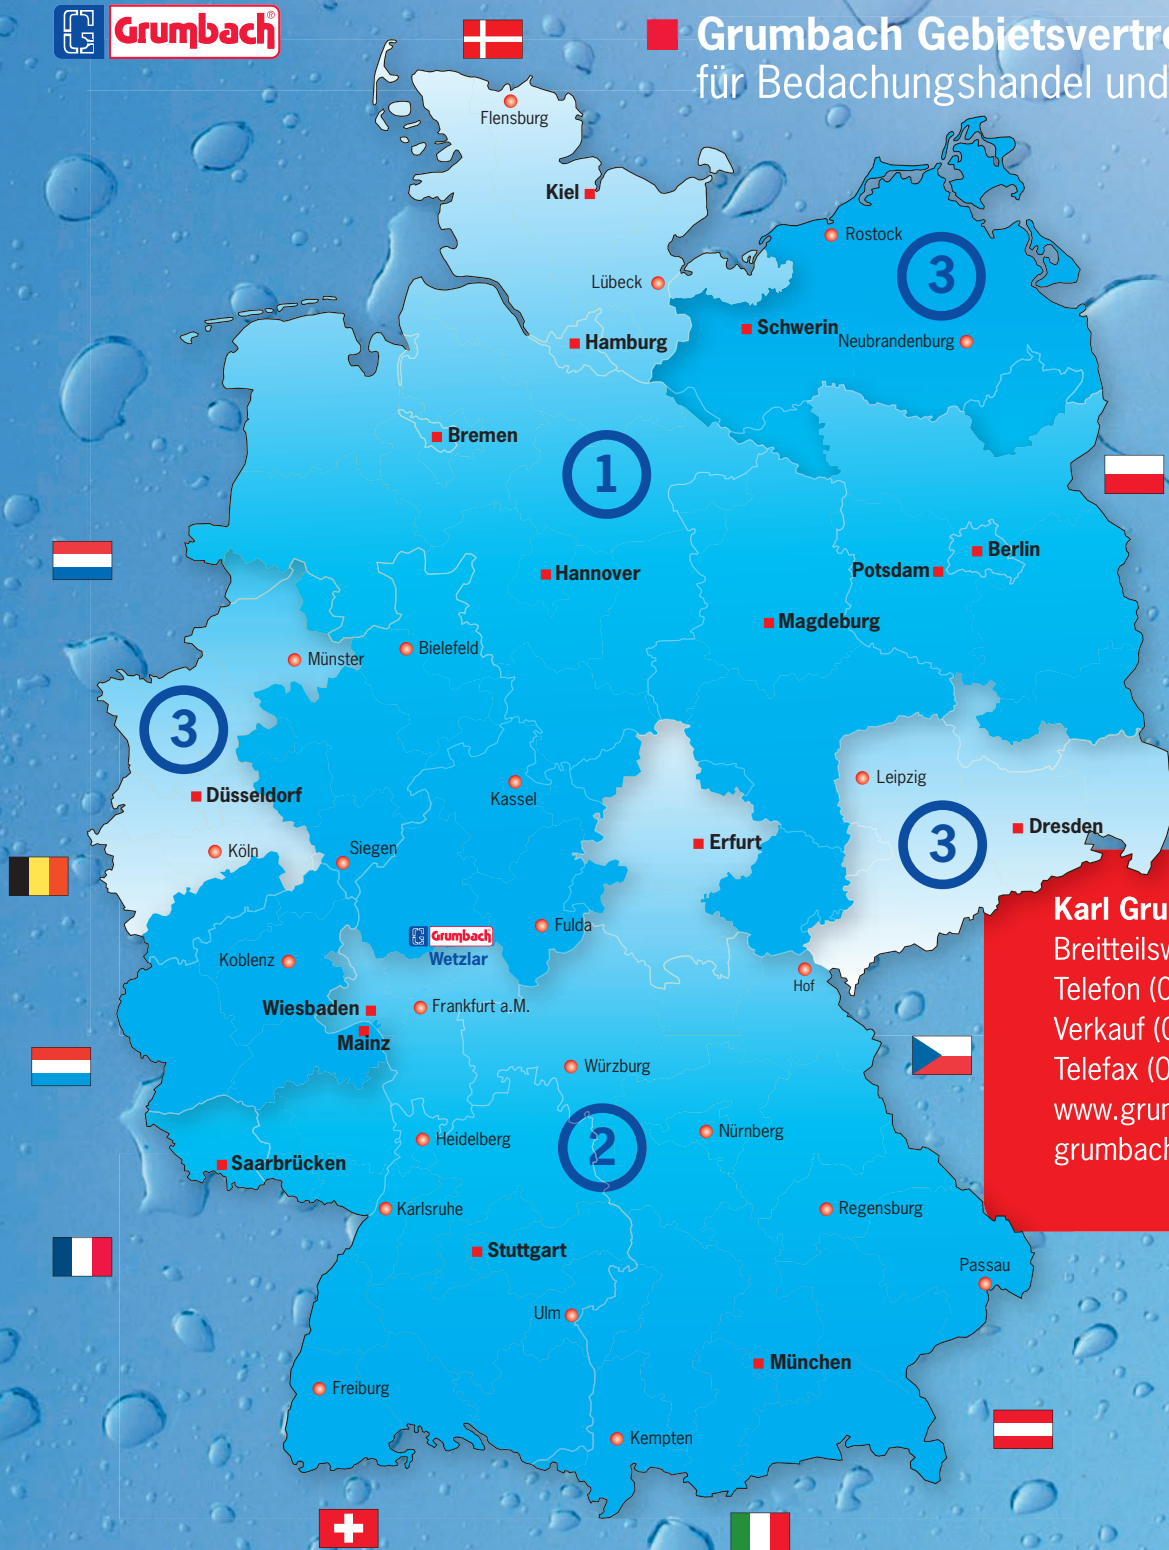 Grumbach®
Grumbach Gebietsvertre
für Bedachungshandel und
Flensburg
Kiel
Rostock
3
Lübeck
Schwerin
Neubrandenburg
Hamburg
Bremen
1
Berlin
Hannover
Potsdam
Magdeburg
Bielefeld
Münster
3
Leipzig
Düsseldorf
Kassel
Dresden
Erfurt
3
Köln
Siegen
Karl Gru
Fulda
Grumbach
Breitteilsw
Wetzlar
Koblenz
Hof
Telefon (0
Wiesbaden
Frankfurt a.M.
Verkauf (0
Mainz
Würzburg
Telefax (0
www.grum
Nürnberg
Heidelberg
2
grumbach
Saarbrücken
Karlsruhe
Regensburg
Stuttgart
Passau
Ulm
München
Freiburg
Kempten